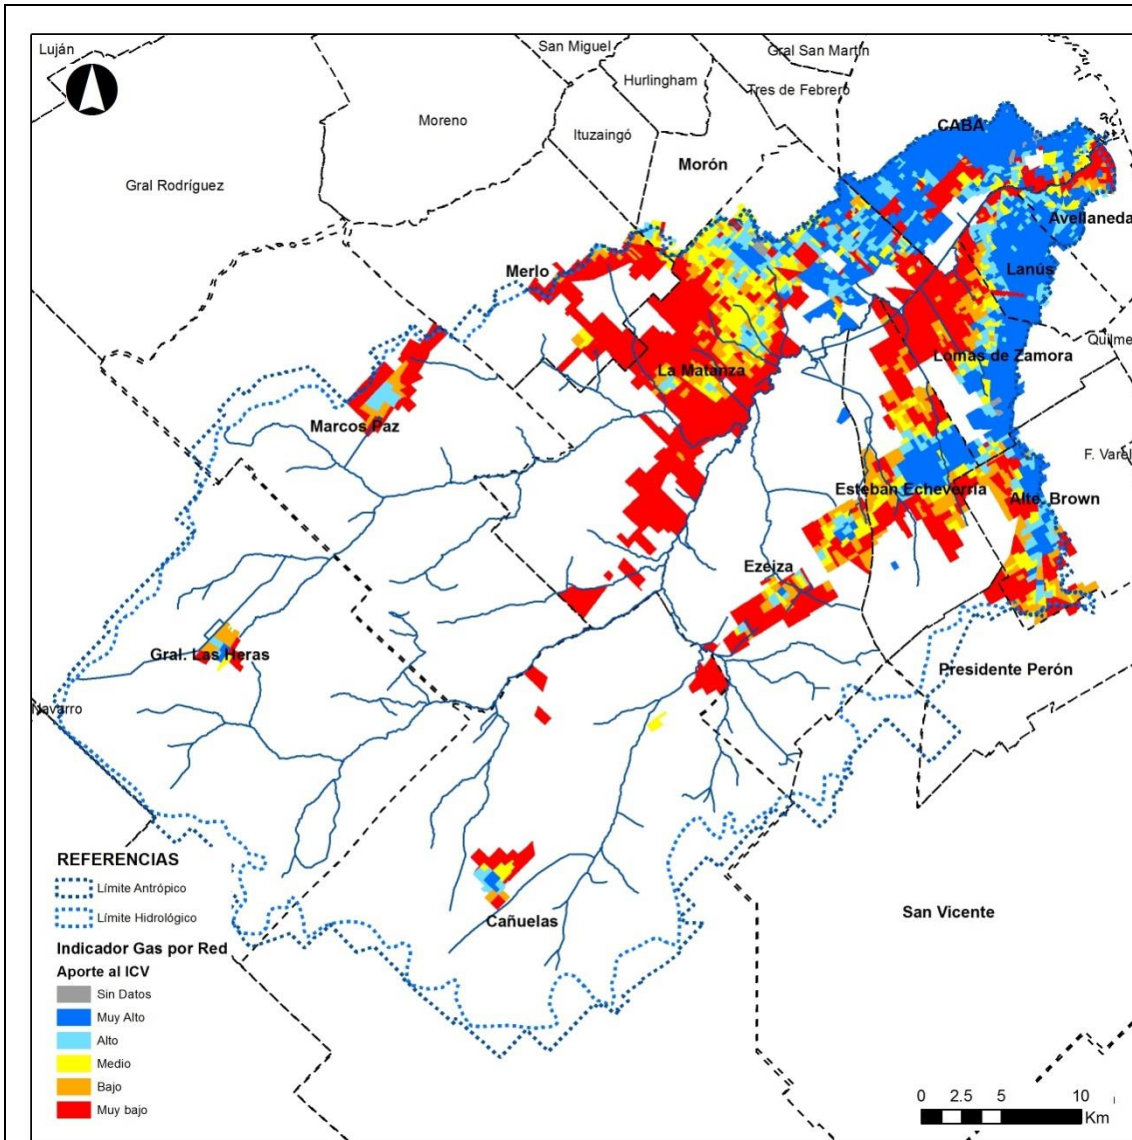 Luján
San Miguel
Gral San Martín
Hurlingham
Tres de Febrero
Moreno
Ituzaingó
CABA
Morón
Gral Rodríguez
Avellaneda
Merlo
Lanús
Quilme
Lomas de Zamora
La Matanza
Marcos Paz
F. Varel
Esteban Echeverría
Alte. Brown
Ezeiza
Gral. Las Heras
Presidente Perón
Navarro
REFERENCIAS
Límite Antrópico
Límite Hidrológico
San Vicente
Cañuelas
Indicador Gas por Red
Aporte al ICV
Sin Datos
Muy Alto
Alto
Medio
Bajo
Muy bajo
0 2.5 5 10
Km